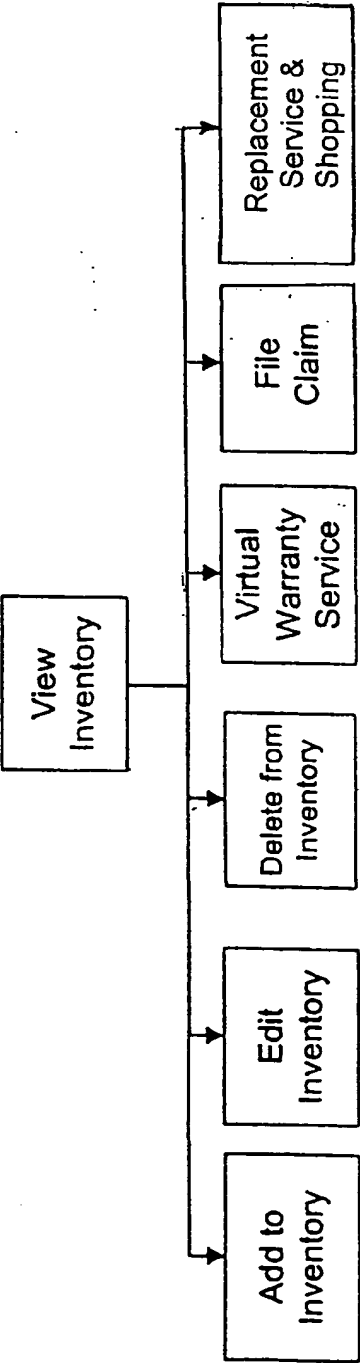 View
Inventory
Add to
Inventory
Edit
Inventory
Delete from
Inventory
Virtual
Warranty
Service
File
Claim
Replacement
Service &
Shopping